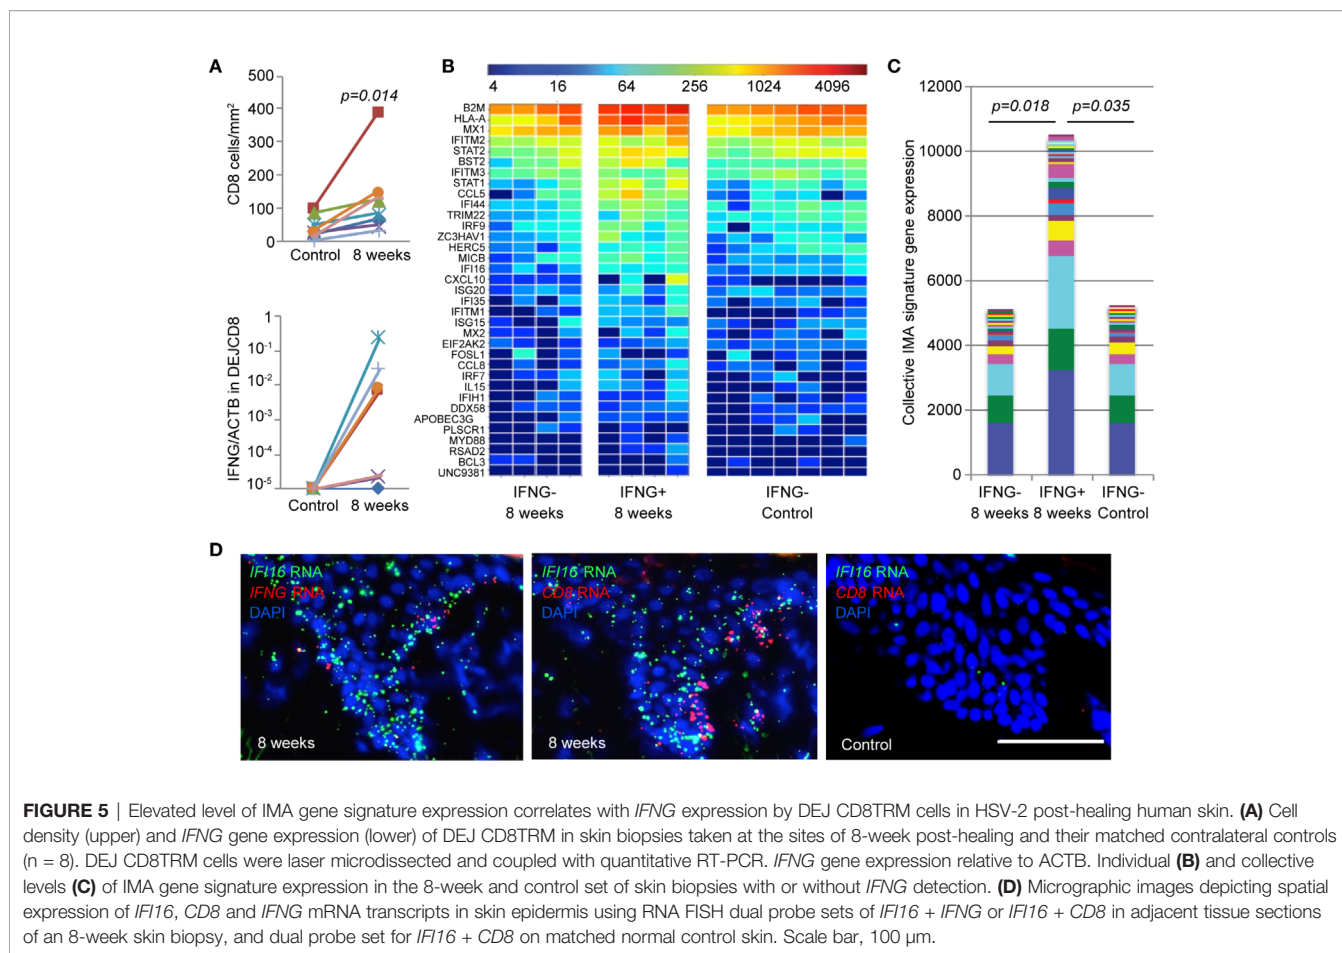 A
500
400
300
200
100
0
CD8 cells/mm²
p=0.014
Control 8 weeks
1
10-1
10-2
10-3
10-4
10-5
IFNG/ACTB in DEJCD8
Control 8 weeks
B
4 16 64 256 1024 4096
B2M
HLA-A
MX1
IFITM2
STAT2
BST2
IFITM3
STAT1
CCL5
IFI44
TRIM22
IRF9
ZC3HAV1
HERC5
MICB
IFI16
CXCL10
ISG20
IFI35
IFITM1
ISG15
MX2
EIF2AK2
FOSL1
CCL8
IRF7
IL15
IFIH1
DDX58
APOBEC3G
PLSCR1
MYD88
RSAD2
BCL3
UNC9381
IFNG- IFNG+ IFNG-
8 weeks 8 weeks Control
C
12000
10000
8000
6000
4000
2000
0
Collective IMA signature gene expression
p=0.018 p=0.035
IFNG- IFNG+ IFNG-
8 weeks 8 weeks Control
D
IFI16 RNA
IFNG RNA
DAPI
8 weeks
IFI16 RNA
CD8 RNA
DAPI
8 weeks
IFI16 RNA
CD8 RNA
DAPI
Control
FIGURE 5 | Elevated level of IMA gene signature expression correlates with IFNG expression by DEJ CD8TRM cells in HSV-2 post-healing human skin. (A) Cell
density (upper) and IFNG gene expression (lower) of DEJ CD8TRM in skin biopsies taken at the sites of 8-week post-healing and their matched contralateral controls
(n = 8). DEJ CD8TRM cells were laser microdissected and coupled with quantitative RT-PCR. IFNG gene expression relative to ACTB. Individual (B) and collective
levels (C) of IMA gene signature expression in the 8-week and control set of skin biopsies with or without IFNG detection. (D) Micrographic images depicting spatial
expression of IFI16, CD8 and IFNG mRNA transcripts in skin epidermis using RNA FISH dual probe sets of IFI16 + IFNG or IFI16 + CD8 in adjacent tissue sections
of an 8-week skin biopsy, and dual probe set for IFI16 + CD8 on matched normal control skin. Scale bar, 100 µm.